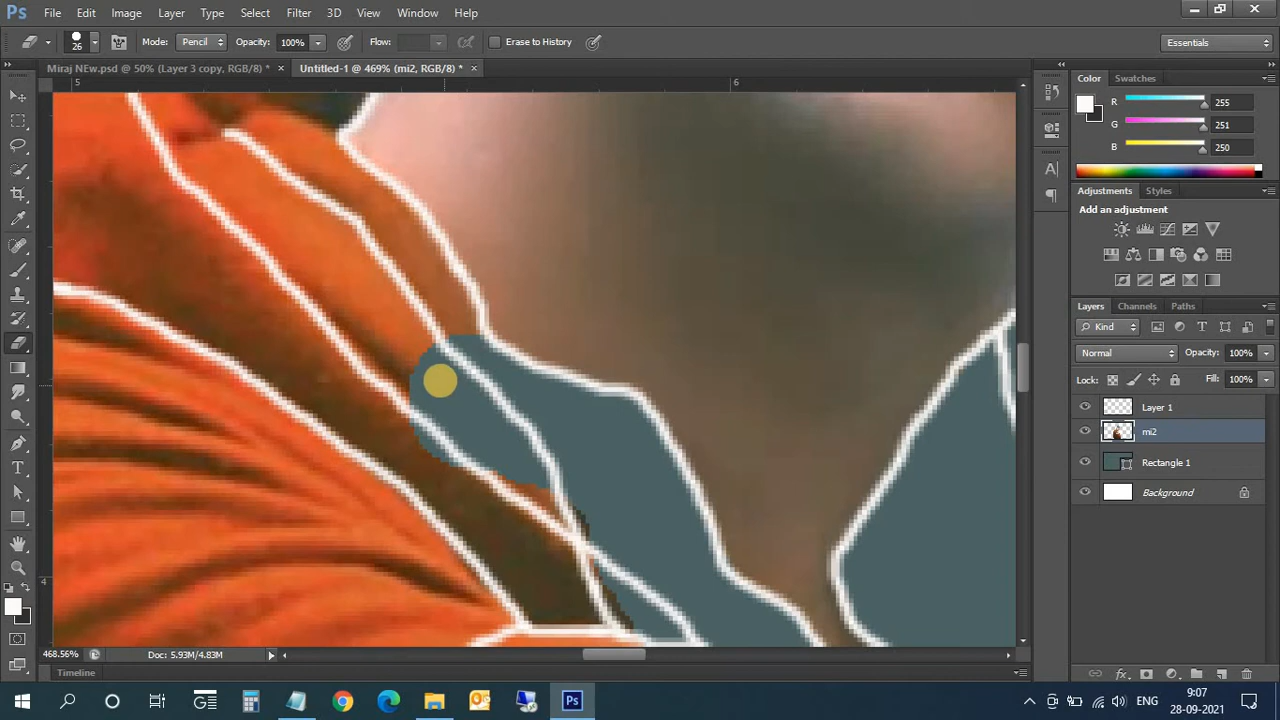 Ps File Edit Image Layer Type Select Filter 3D View Window Help
26 Mode: Pencil Opacity: 100% Flow: Erase to History Essentials
Miraj NEw.psd @ 50% (Layer 3 copy, RGB/8) * × Untitled-1 @ 469% (mi2, RGB/8) * ×
5 6
4
Color Swatches
R 255
G 251
B 250
Adjustments Styles
Add an adjustment
Layers Channels Paths
Kind
Normal Opacity: 100%
Lock: Fill: 100%
Layer 1
mi2
Rectangle 1
Background
468.56% Doc: 5.93M/4.83M
Timeline
ENG 9:07
28-09-2021